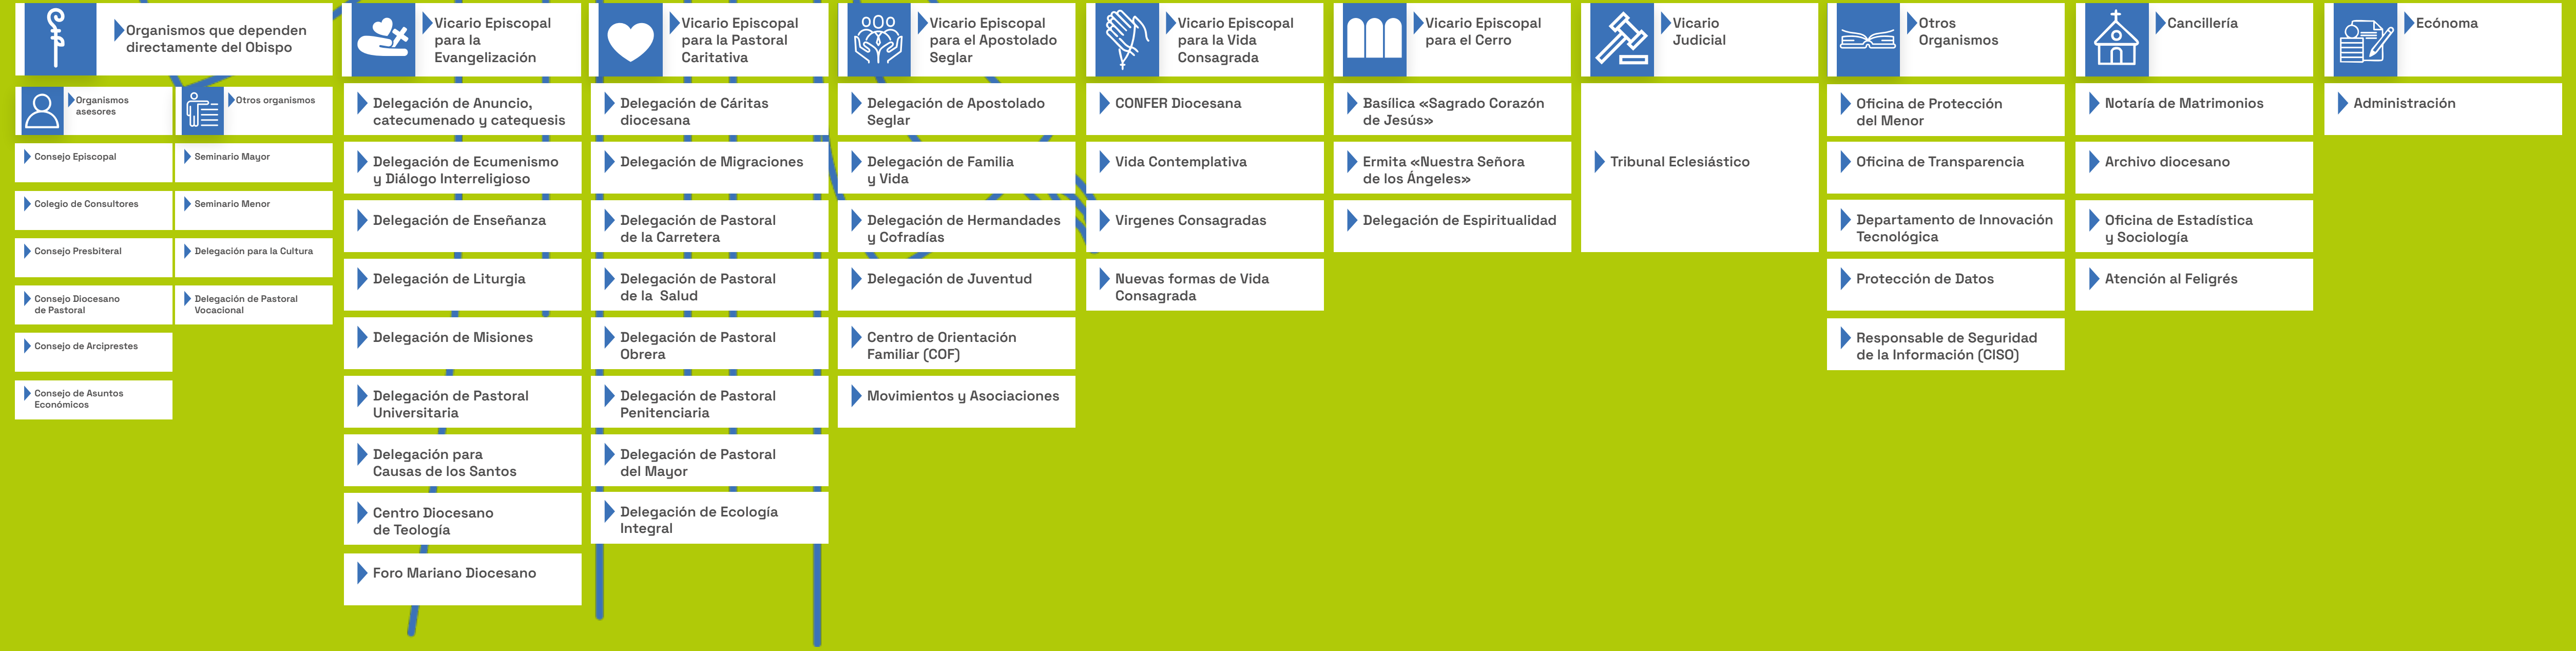 Organismos que dependen
directamente del Obispo
Organismos
asesores
Consejo Episcopal
Colegio de Consultores
Consejo Presbiteral
Consejo Diocesano
de Pastoral
Consejo de Arciprestes
Consejo de Asuntos
Económicos
Otros organismos
Seminario Mayor
Seminario Menor
Delegación para la Cultura
Delegación de Pastoral
Vocacional
Vicario Episcopal
para la
Evangelización
Delegación de Anuncio,
catecumenado y catequesis
Delegación de Ecumenismo
y Diálogo Interreligioso
Delegación de Enseñanza
Delegación de Liturgia
Delegación de Misiones
Delegación de Pastoral
Universitaria
Delegación para
Causas de los Santos
Centro Diocesano
de Teología
Foro Mariano Diocesano
Vicario Episcopal
para la Pastoral
Caritativa
Delegación de Cáritas
diocesana
Delegación de Migraciones
Delegación de Pastoral
de la Carretera
Delegación de Pastoral
de la Salud
Delegación de Pastoral
Obrera
Delegación de Pastoral
Penitenciaria
Delegación de Pastoral
del Mayor
Delegación de Ecología
Integral
Vicario Episcopal
para el Apostolado
Seglar
Delegación de Apostolado
Seglar
Delegación de Familia
y Vida
Delegación de Hermandades
y Cofradías
Delegación de Juventud
Centro de Orientación
Familiar (COF)
Movimientos y Asociaciones
Vicario Episcopal
para la Vida
Consagrada
CONFER Diocesana
Vida Contemplativa
Virgenes Consagradas
Nuevas formas de Vida
Consagrada
Vicario Episcopal
para el Cerro
Basílica «Sagrado Corazón
de Jesús»
Ermita «Nuestra Señora
de los Ángeles»
Delegación de Espiritualidad
Vicario
Judicial
Tribunal Eclesiástico
Otros
Organismos
Oficina de Protección
del Menor
Oficina de Transparencia
Departamento de Innovación
Tecnológica
Protección de Datos
Responsable de Seguridad
de la Información (CISO)
Cancillería
Notaría de Matrimonios
Archivo diocesano
Oficina de Estadística
y Sociología
Atención al Feligrés
Ecónoma
Administración